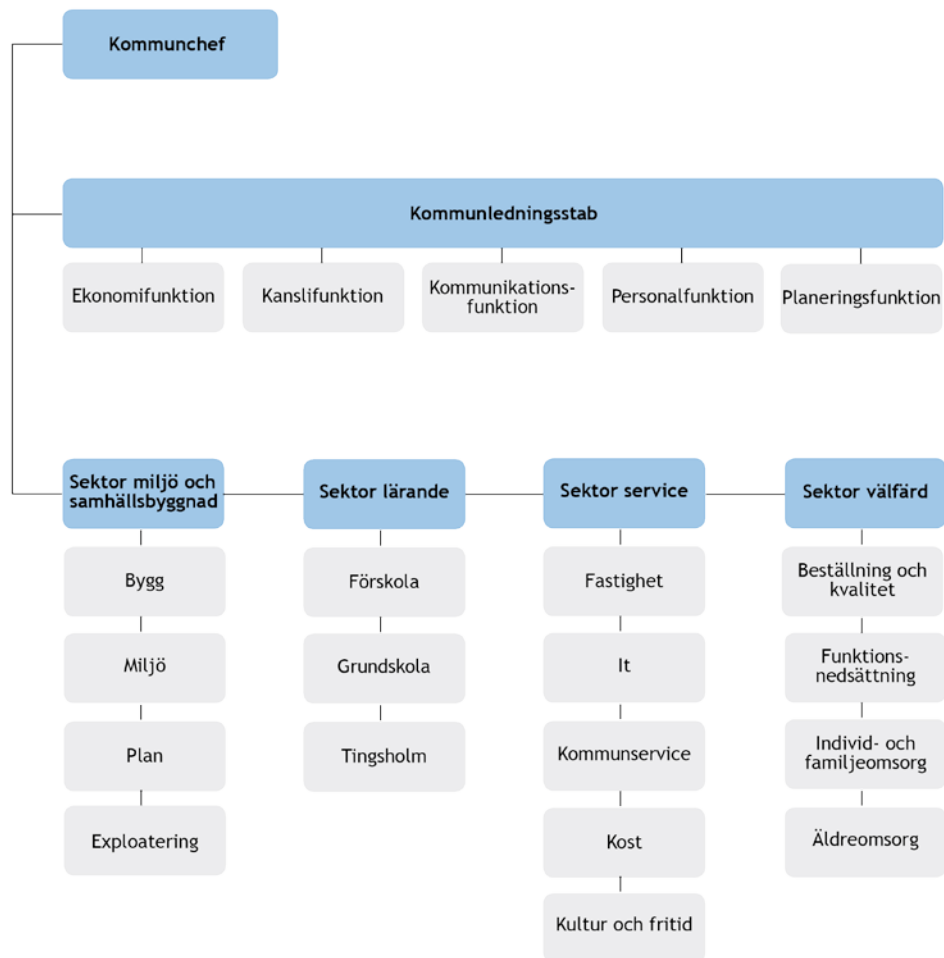 Kommunchef
Kommunledningsstab
Ekonomifunktion
Kanslifunktion
Kommunikations-
funktion
Personalfunktion
Planeringsfunktion
Sektor miljö och
samhällsbyggnad
Bygg
Miljö
Plan
Exploatering
Sektor lärande
Förskola
Grundskola
Tingsholm
Sektor service
Fastighet
It
Kommunservice
Kost
Kultur och fritid
Sektor välfärd
Beställning och
kvalitet
Funktions-
nedsättning
Individ- och
familjeomsorg
Äldreomsorg